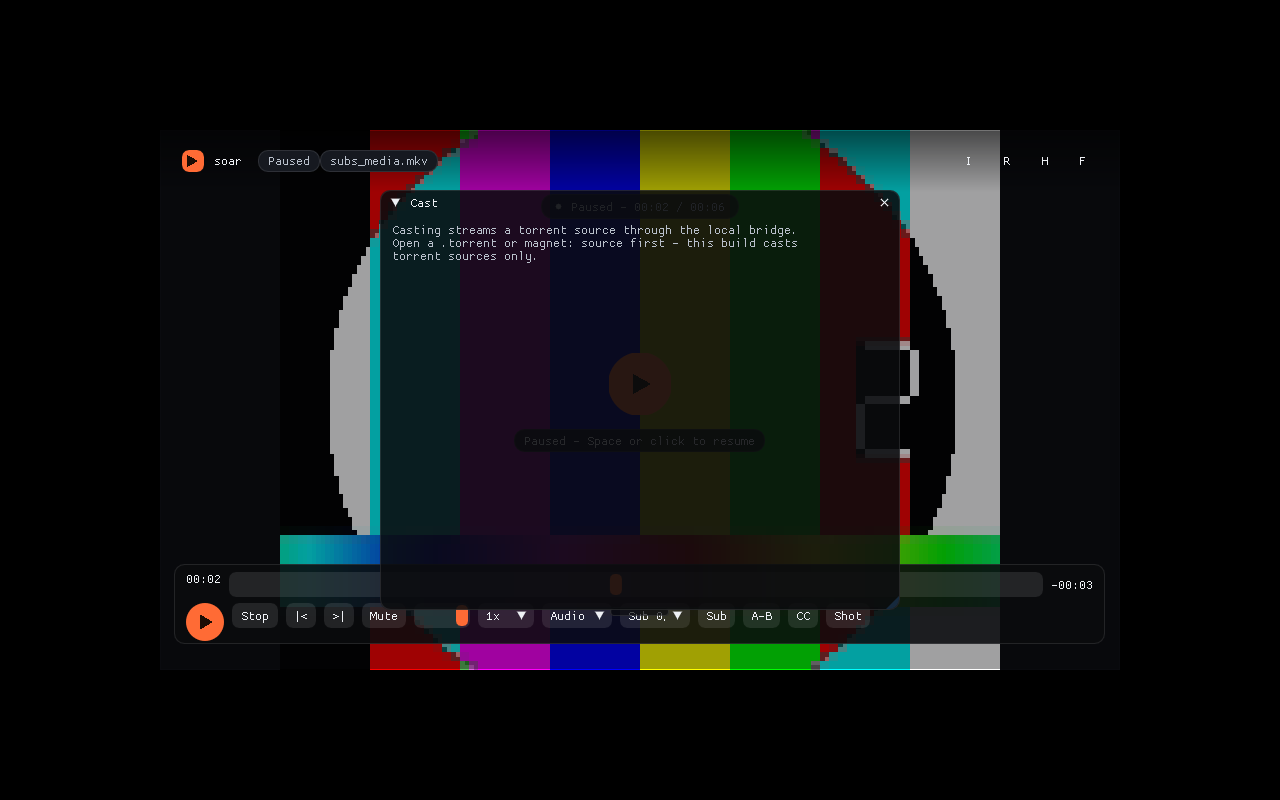 soar Paused subs_media.mkv I R H F
Cast ×
Paused - 00:02 / 00:06
Casting streams a torrent source through the local bridge.
Open a .torrent or magnet: source first - this build casts
torrent sources only.
Paused - Space or click to resume
00:02 -00:03
Stop |< >| Mute 1x Audio Sub 0, Sub A-B CC Shot